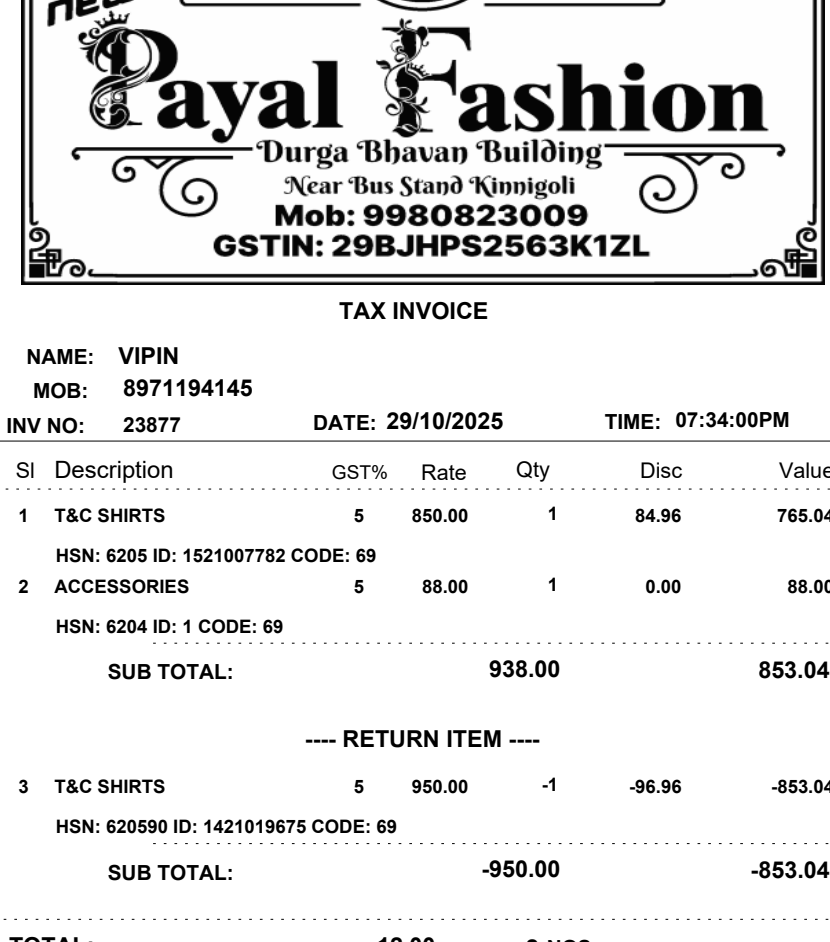 new
Payal Fashion
Durga Bhavan Building
Near Bus Stand Kinnigoli
Mob: 9980823009
GSTIN: 29BJHPS2563K1ZL
TAX INVOICE
NAME: VIPIN
MOB: 8971194145
INV NO: 23877 DATE: 29/10/2025 TIME: 07:34:00PM
Sl Description GST% Rate Qty Disc Value
1 T&C SHIRTS 5 850.00 1 84.96 765.04
HSN: 6205 ID: 1521007782 CODE: 69
2 ACCESSORIES 5 88.00 1 0.00 88.00
HSN: 6204 ID: 1 CODE: 69
SUB TOTAL: 938.00 853.04
---- RETURN ITEM ----
3 T&C SHIRTS 5 950.00 -1 -96.96 -853.04
HSN: 620590 ID: 1421019675 CODE: 69
SUB TOTAL: -950.00 -853.04
TOTAL: